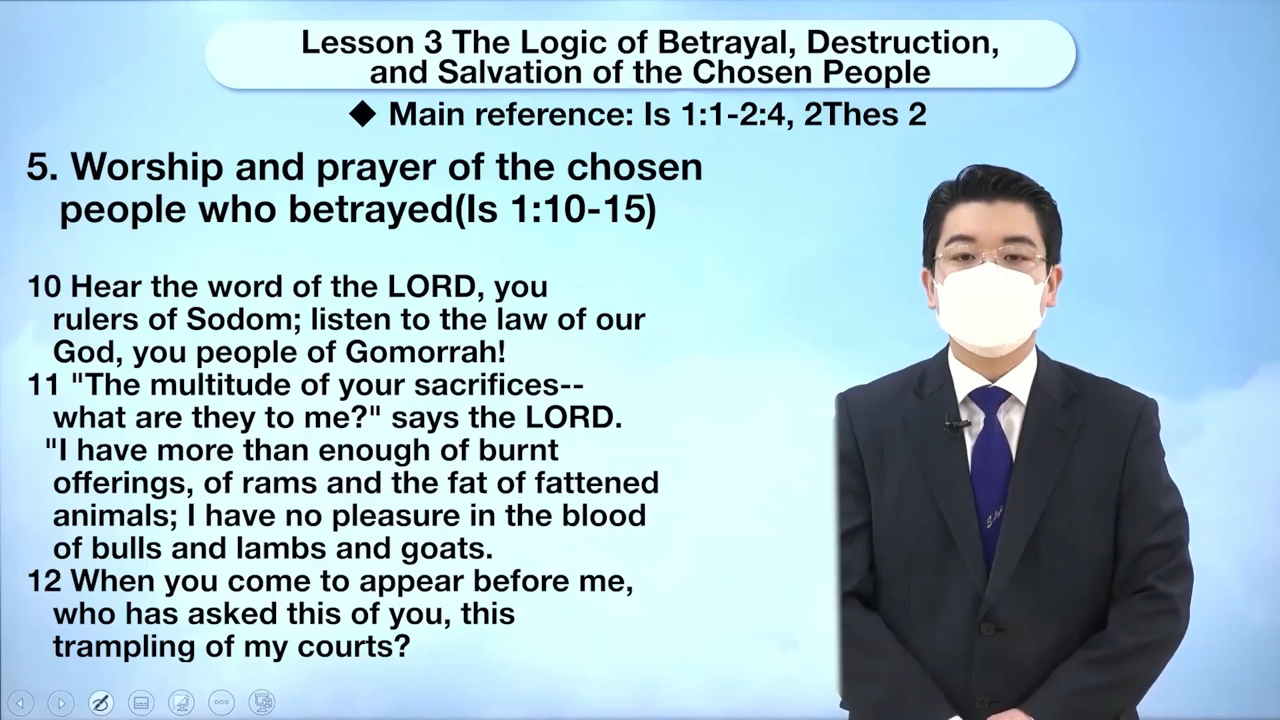 Lesson 3 The Logic of Betrayal, Destruction,
and Salvation of the Chosen People
◆ Main reference: Is 1:1-2:4, 2Thes 2
5. Worship and prayer of the chosen
people who betrayed(Is 1:10-15)
10 Hear the word of the LORD, you
rulers of Sodom; listen to the law of our
God, you people of Gomorrah!
11 "The multitude of your sacrifices--
what are they to me?" says the LORD.
"I have more than enough of burnt
offerings, of rams and the fat of fattened
animals; I have no pleasure in the blood
of bulls and lambs and goats.
12 When you come to appear before me,
who has asked this of you, this
trampling of my courts?